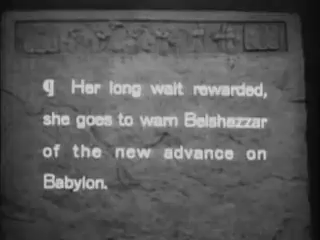 ¶ Her long wait rewarded,
she goes to warn Belshazzar
of the new advance on
Babylon.